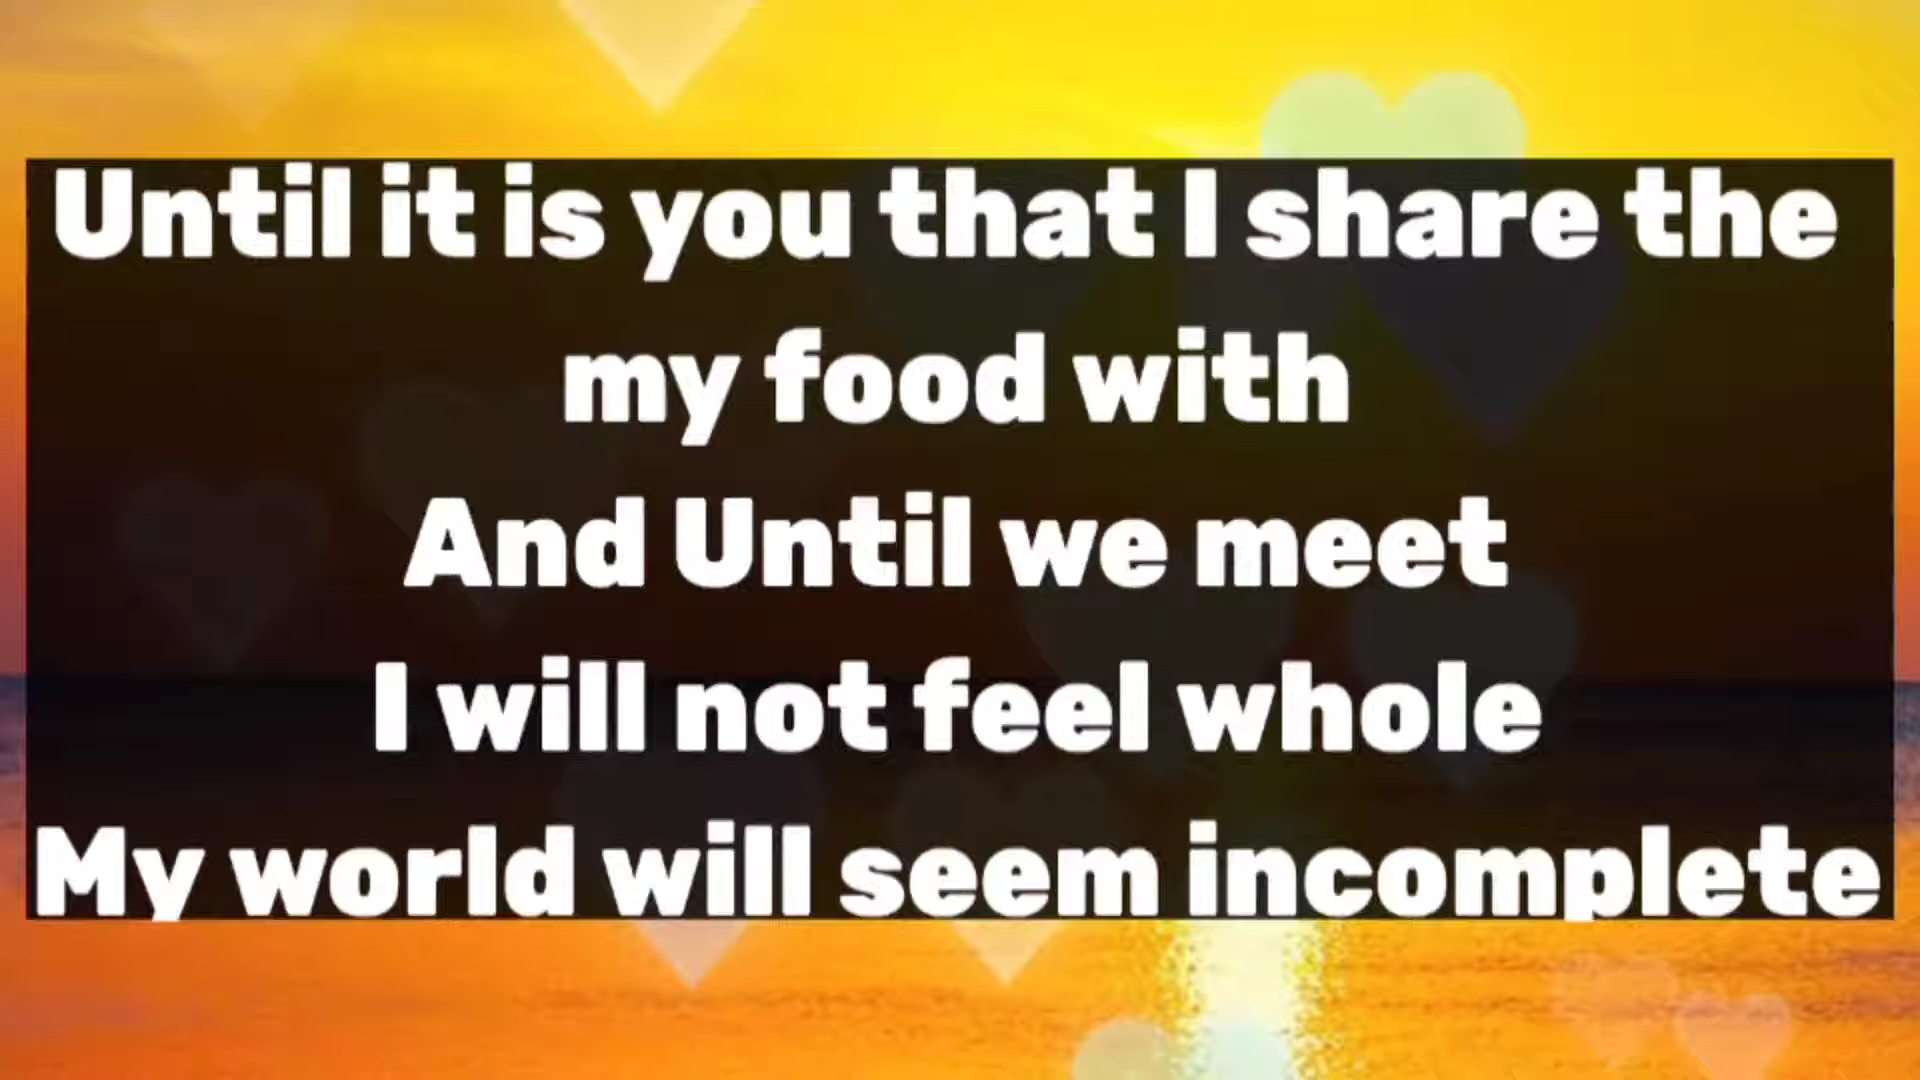 Until it is you that I share the
my food with
And Until we meet
I will not feel whole
My world will seem incomplete